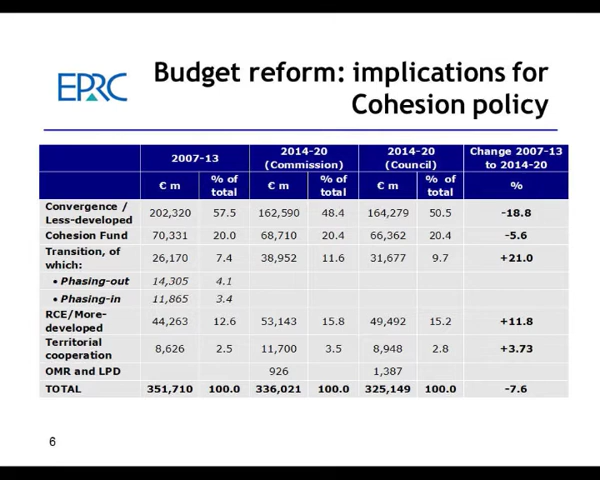 EPRC
Budget reform: implications for
Cohesion policy
2007-13 2014-20 (Commission) 2014-20 (Council) Change 2007-13 to 2014-20
€ m % of total € m % of total € m % of total %
Convergence / Less-developed 202,320 57.5 162,590 48.4 164,279 50.5 -18.8
Cohesion Fund 70,331 20.0 68,710 20.4 66,362 20.4 -5.6
Transition, of which: 26,170 7.4 38,952 11.6 31,677 9.7 +21.0
• Phasing-out 14,305 4.1
• Phasing-in 11,865 3.4
RCE/More-developed 44,263 12.6 53,143 15.8 49,492 15.2 +11.8
Territorial cooperation 8,626 2.5 11,700 3.5 8,948 2.8 +3.73
OMR and LPD 926 1,387
TOTAL 351,710 100.0 336,021 100.0 325,149 100.0 -7.6
6